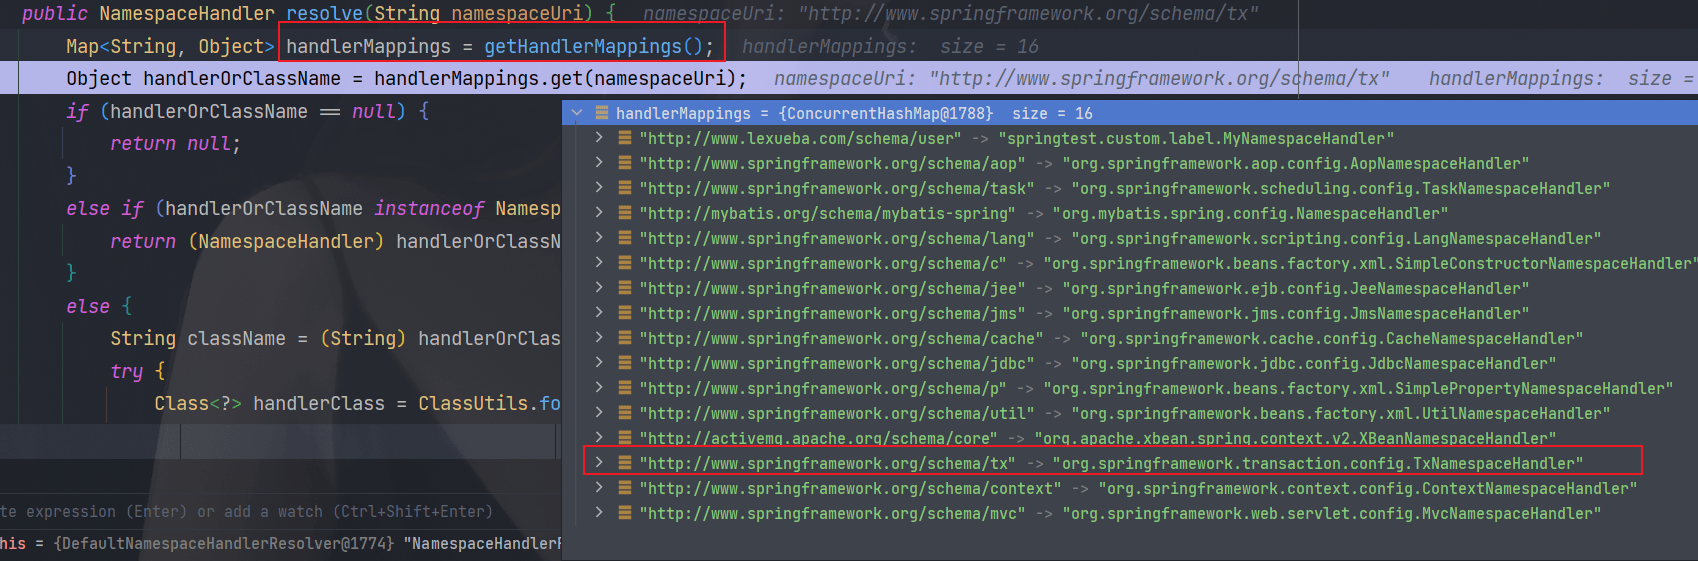 public NamespaceHandler resolve(String namespaceUri) {   namespaceUri: "http://www.springframework.org/schema/tx"
Map<String, Object> handlerMappings = getHandlerMappings();   handlerMappings:  size = 16
Object handlerOrClassName = handlerMappings.get(namespaceUri);   namespaceUri: "http://www.springframework.org/schema/tx"   handlerMappings:  size =
if (handlerOrClassName == null) {
return null;
}
else if (handlerOrClassName instanceof Namesp
return (NamespaceHandler) handlerOrClassN
}
else {
String className = (String) handlerOrClas
try {
Class<?> handlerClass = ClassUtils.fo
te expression (Enter) or add a watch (Ctrl+Shift+Enter)
his = {DefaultNamespaceHandlerResolver@1774} "NamespaceHandlerF
handlerMappings = {ConcurrentHashMap@1788}  size = 16
"http://www.lexueba.com/schema/user" -> "springtest.custom.label.MyNamespaceHandler"
"http://www.springframework.org/schema/aop" -> "org.springframework.aop.config.AopNamespaceHandler"
"http://www.springframework.org/schema/task" -> "org.springframework.scheduling.config.TaskNamespaceHandler"
"http://mybatis.org/schema/mybatis-spring" -> "org.mybatis.spring.config.NamespaceHandler"
"http://www.springframework.org/schema/lang" -> "org.springframework.scripting.config.LangNamespaceHandler"
"http://www.springframework.org/schema/c" -> "org.springframework.beans.factory.xml.SimpleConstructorNamespaceHandler"
"http://www.springframework.org/schema/jee" -> "org.springframework.ejb.config.JeeNamespaceHandler"
"http://www.springframework.org/schema/jms" -> "org.springframework.jms.config.JmsNamespaceHandler"
"http://www.springframework.org/schema/cache" -> "org.springframework.cache.config.CacheNamespaceHandler"
"http://www.springframework.org/schema/jdbc" -> "org.springframework.jdbc.config.JdbcNamespaceHandler"
"http://www.springframework.org/schema/p" -> "org.springframework.beans.factory.xml.SimplePropertyNamespaceHandler"
"http://www.springframework.org/schema/util" -> "org.springframework.beans.factory.xml.UtilNamespaceHandler"
"http://activemq.apache.org/schema/core" -> "org.apache.xbean.spring.context.v2.XBeanNamespaceHandler"
"http://www.springframework.org/schema/tx" -> "org.springframework.transaction.config.TxNamespaceHandler"
"http://www.springframework.org/schema/context" -> "org.springframework.context.config.ContextNamespaceHandler"
"http://www.springframework.org/schema/mvc" -> "org.springframework.web.servlet.config.MvcNamespaceHandler"